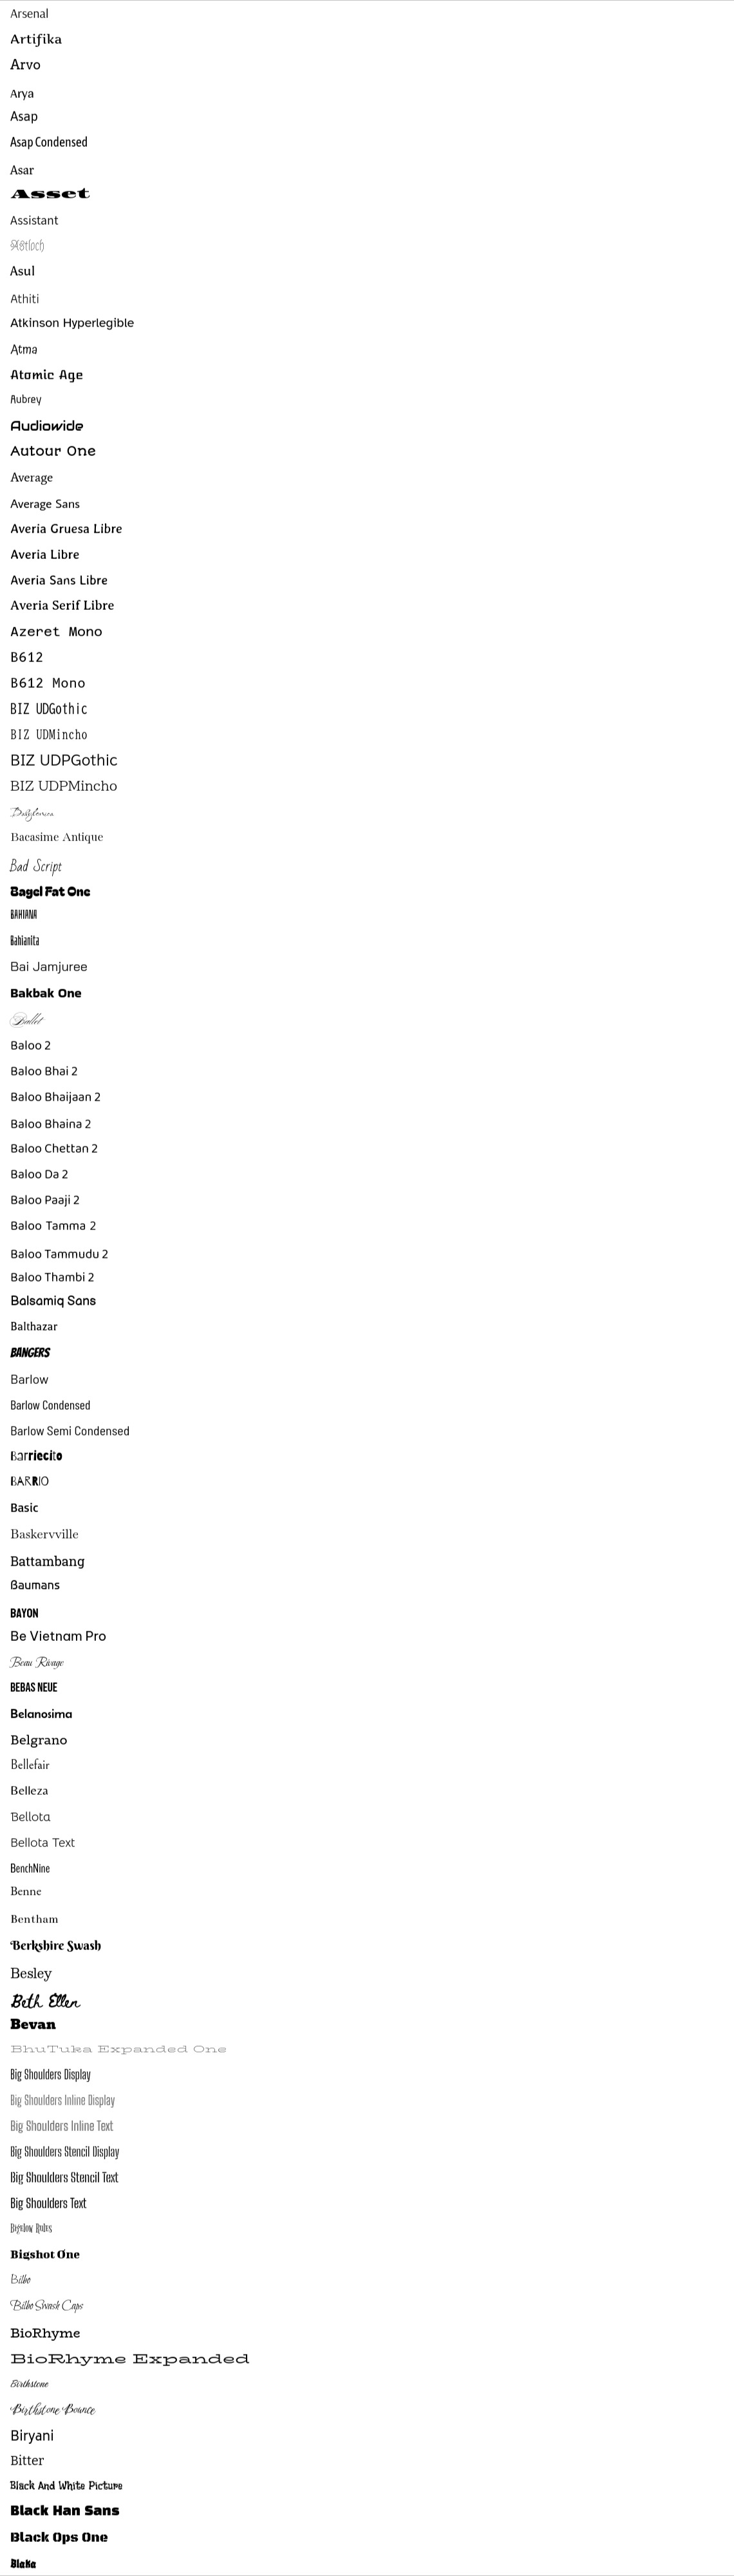 Arsenal
Artifika
Arvo
Arya
Asap
Asap Condensed
Asar
Asset
Assistant
Astloch
Asul
Athiti
Atkinson Hyperlegible
Atma
Atomic Age
Aubrey
Audiowide
Autour One
Average
Average Sans
Averia Gruesa Libre
Averia Libre
Averia Sans Libre
Averia Serif Libre
Azeret Mono
B612
B612 Mono
BIZ UDGothic
BIZ UDMincho
BIZ UDPGothic
BIZ UDPMincho
Babylonica
Bacasime Antique
Bad Script
Bagel Fat One
BAHIANA
Bahianita
Bai Jamjuree
Bakbak One
Ballet
Baloo 2
Baloo Bhai 2
Baloo Bhaijaan 2
Baloo Bhaina 2
Baloo Chettan 2
Baloo Da 2
Baloo Paaji 2
Baloo Tamma 2
Baloo Tammudu 2
Baloo Thambi 2
Balsamiq Sans
Balthazar
BANGERS
Barlow
Barlow Condensed
Barlow Semi Condensed
Barriecito
BARRIO
Basic
Baskervville
Battambang
Baumans
BAYON
Be Vietnam Pro
Beau Rivage
BEBAS NEUE
Belanosima
Belgrano
Bellefair
Belleza
Bellota
Bellota Text
BenchNine
Benne
Bentham
Berkshire Swash
Besley
Beth Ellen
Bevan
BhuTuka Expanded One
Big Shoulders Display
Big Shoulders Inline Display
Big Shoulders Inline Text
Big Shoulders Stencil Display
Big Shoulders Stencil Text
Big Shoulders Text
Bigelow Rules
Bigshot One
Bilbo
Bilbo Swash Caps
BioRhyme
BioRhyme Expanded
Birthstone
Birthstone Bounce
Biryani
Bitter
Black And White Picture
Black Han Sans
Black Ops One
Blaka